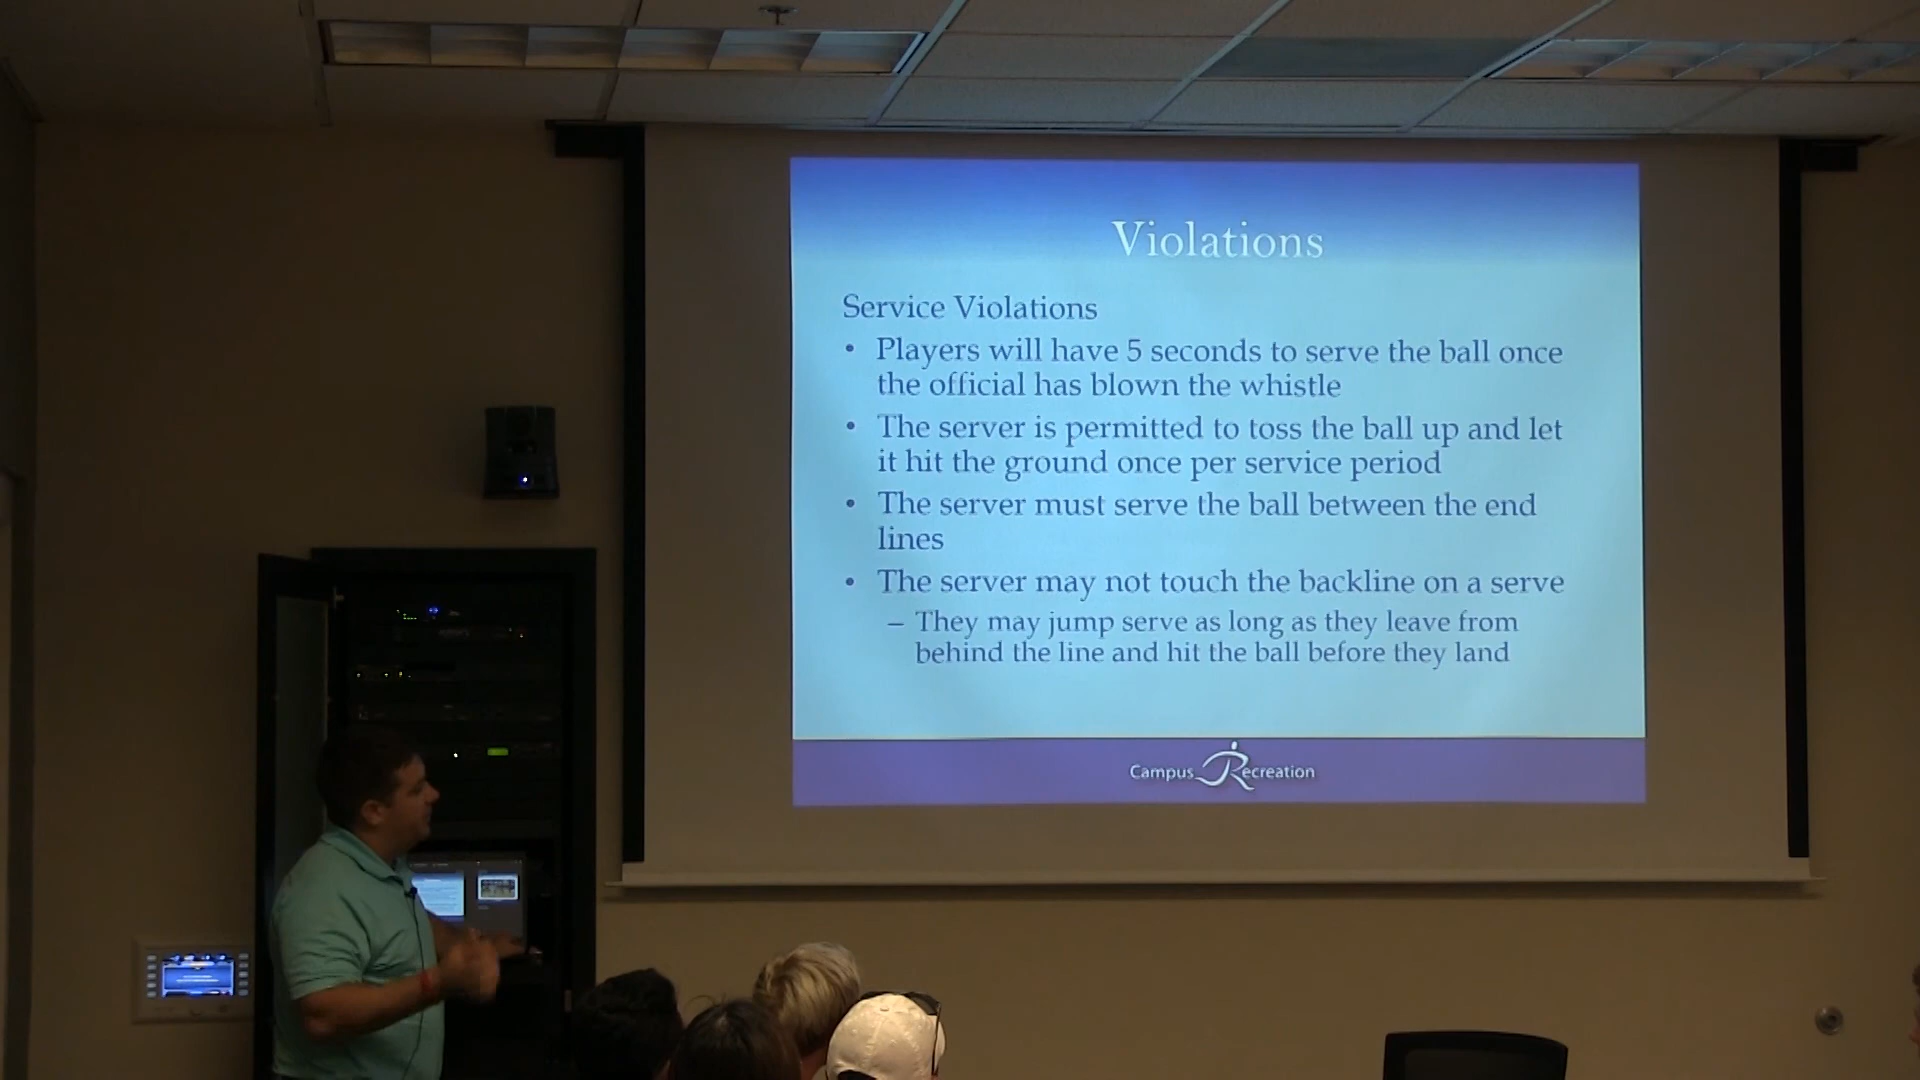 Violations
Service Violations
• Players will have 5 seconds to serve the ball once
the official has blown the whistle
• The server is permitted to toss the ball up and let
it hit the ground once per service period
• The server must serve the ball between the end
lines
• The server may not touch the backline on a serve
– They may jump serve as long as they leave from
behind the line and hit the ball before they land
Campus Recreation